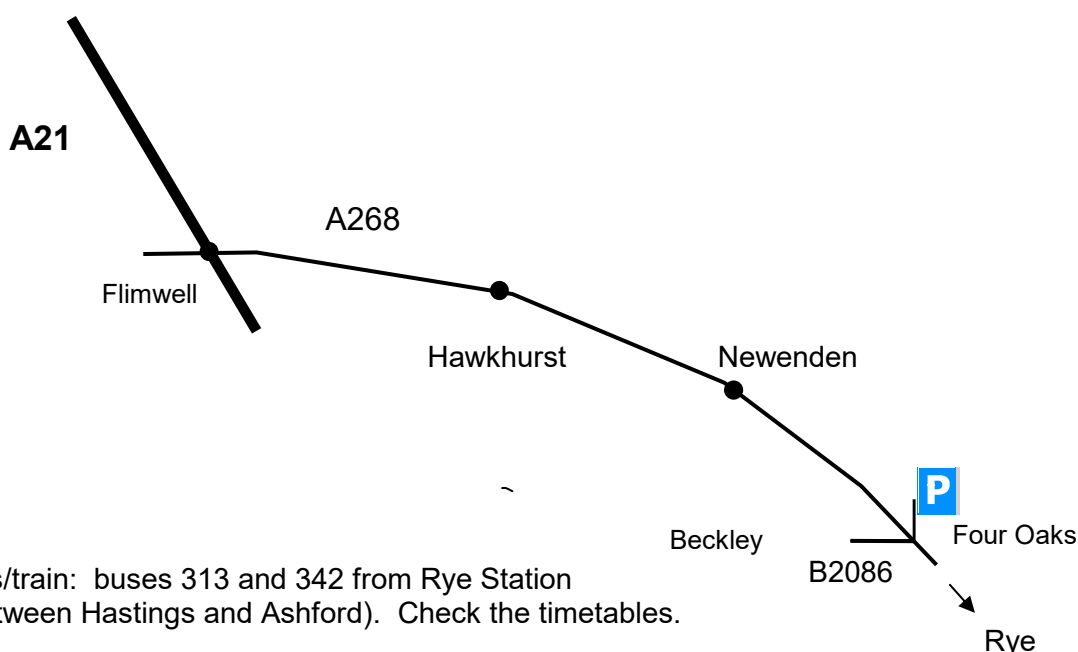 A21
A268
Flimwell
Hawkhurst
Newenden
P
Beckley
Four Oaks
B2086
s/train: buses 313 and 342 from Rye Station
tween Hastings and Ashford). Check the timetables.
Rye